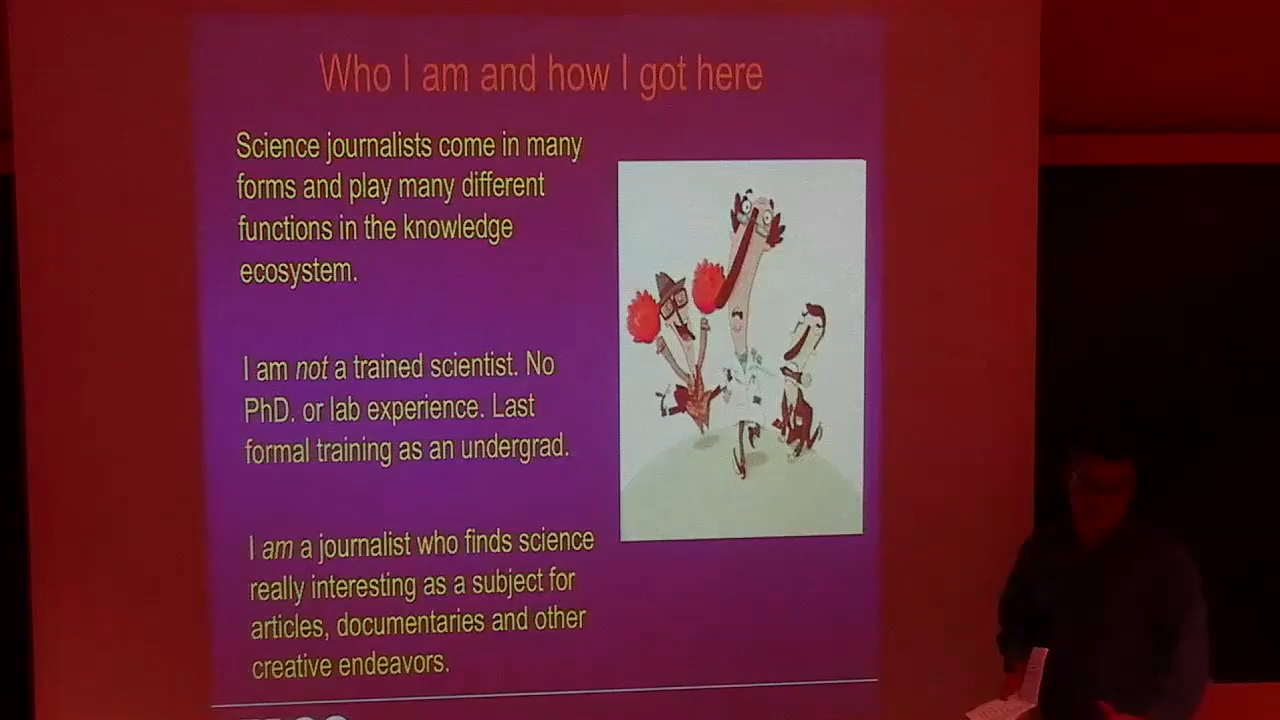 Who I am and how I got here
Science journalists come in many
forms and play many different
functions in the knowledge
ecosystem.
I am not a trained scientist. No
PhD. or lab experience. Last
formal training as an undergrad.
I am a journalist who finds science
really interesting as a subject for
articles, documentaries and other
creative endeavors.